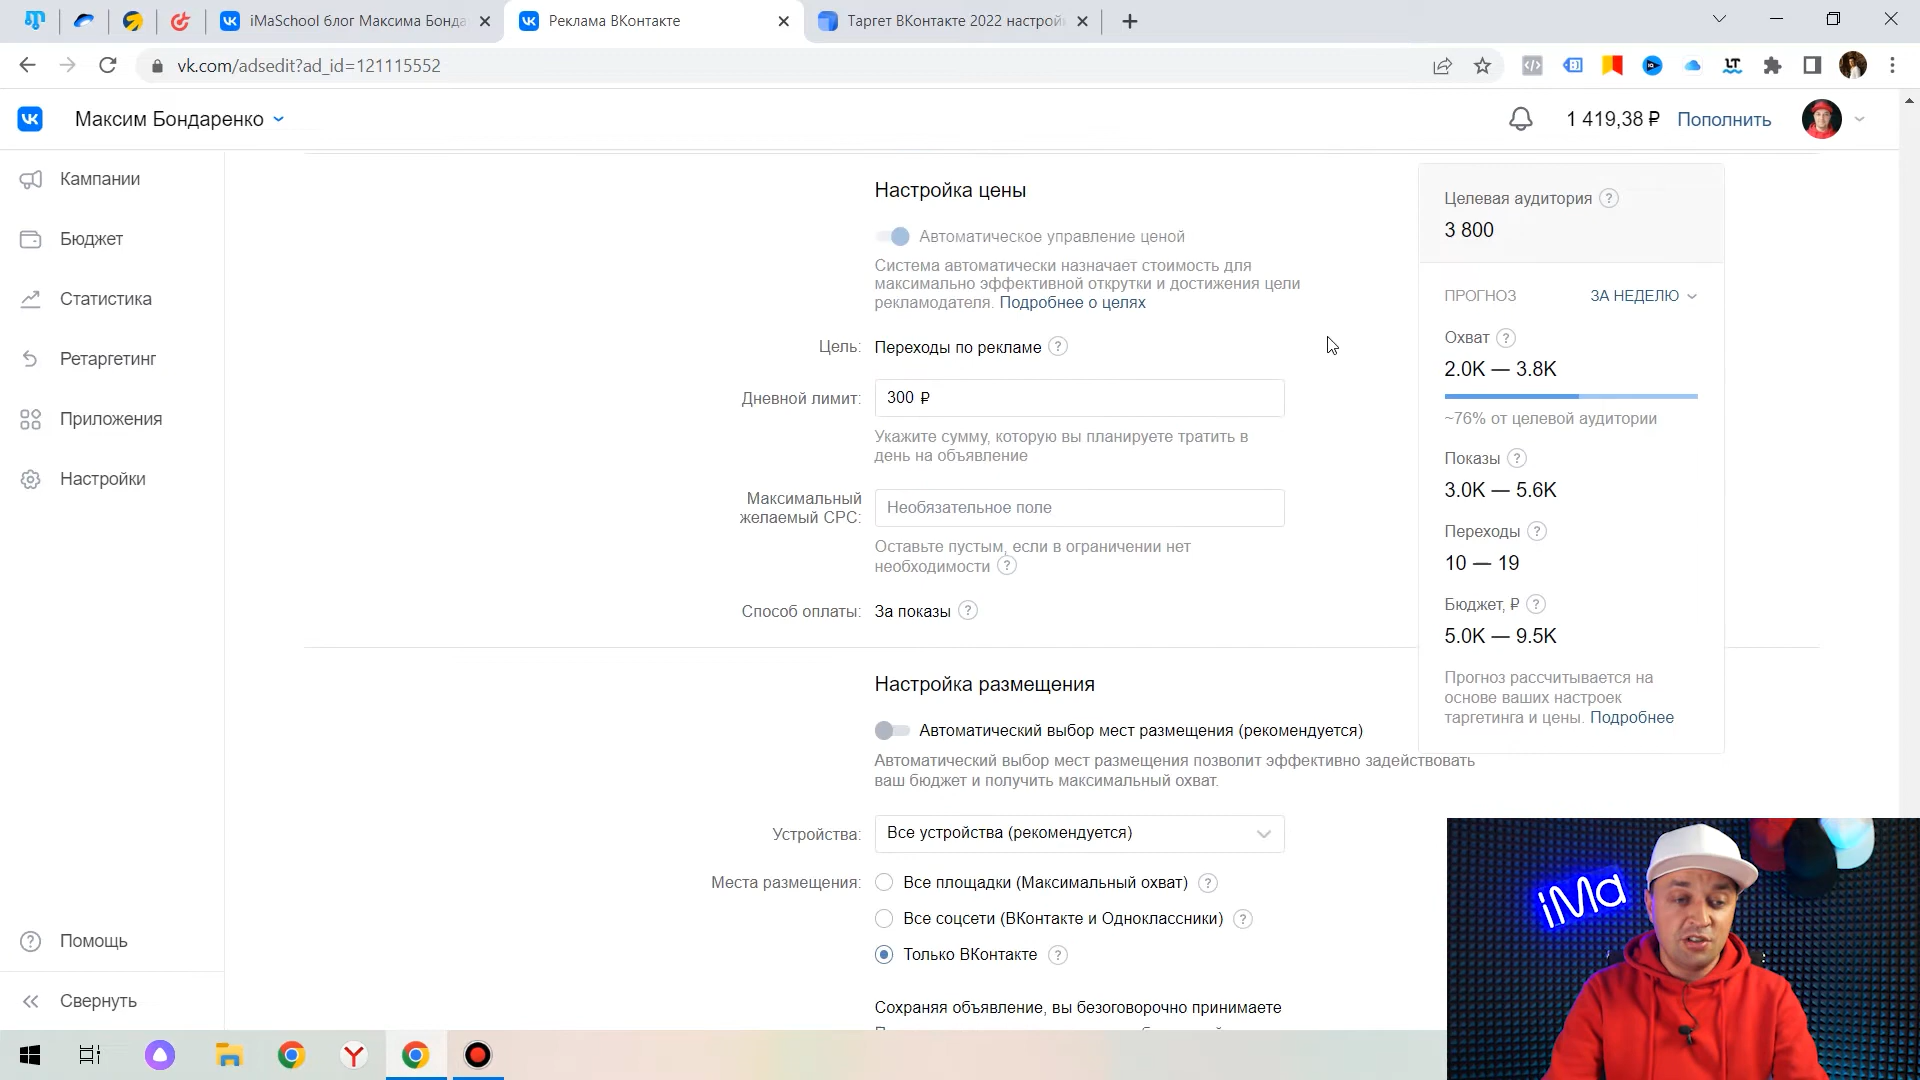 iMaSchool блог Максима Бонда
Реклама ВКонтакте
Таргет ВКонтакте 2022 настрой
vk.com/adsedit?ad_id=121115552
Максим Бондаренко
1 419,38 ₽
Пополнить
Кампании
Бюджет
Статистика
Ретаргетинг
Приложения
Настройки
Помощь
Свернуть
Настройка цены
Автоматическое управление ценой
Система автоматически назначает стоимость для
максимально эффективной открутки и достижения цели
рекламодателя. Подробнее о целях
Цель: Переходы по рекламе ?
Дневной лимит: 300 ₽
Укажите сумму, которую вы планируете тратить в
день на объявление
Максимальный
желаемый CPC:
Необязательное поле
Оставьте пустым, если в ограничении нет
необходимости ?
Способ оплаты: За показы ?
Настройка размещения
Автоматический выбор мест размещения (рекомендуется)
Автоматический выбор мест размещения позволит эффективно задействовать
ваш бюджет и получить максимальный охват.
Устройства: Все устройства (рекомендуется)
Места размещения: Все площадки (Максимальный охват) ?
Все соцсети (ВКонтакте и Одноклассники) ?
Только ВКонтакте ?
Сохраняя объявление, вы безоговорочно принимаете
Целевая аудитория ?
3 800
ПРОГНОЗ ЗА НЕДЕЛЮ
Охват ?
2.0K — 3.8K
~76% от целевой аудитории
Показы ?
3.0K — 5.6K
Переходы ?
10 — 19
Бюджет, ₽ ?
5.0K — 9.5K
Прогноз рассчитывается на
основе ваших настроек
таргетинга и цены. Подробнее
iMa